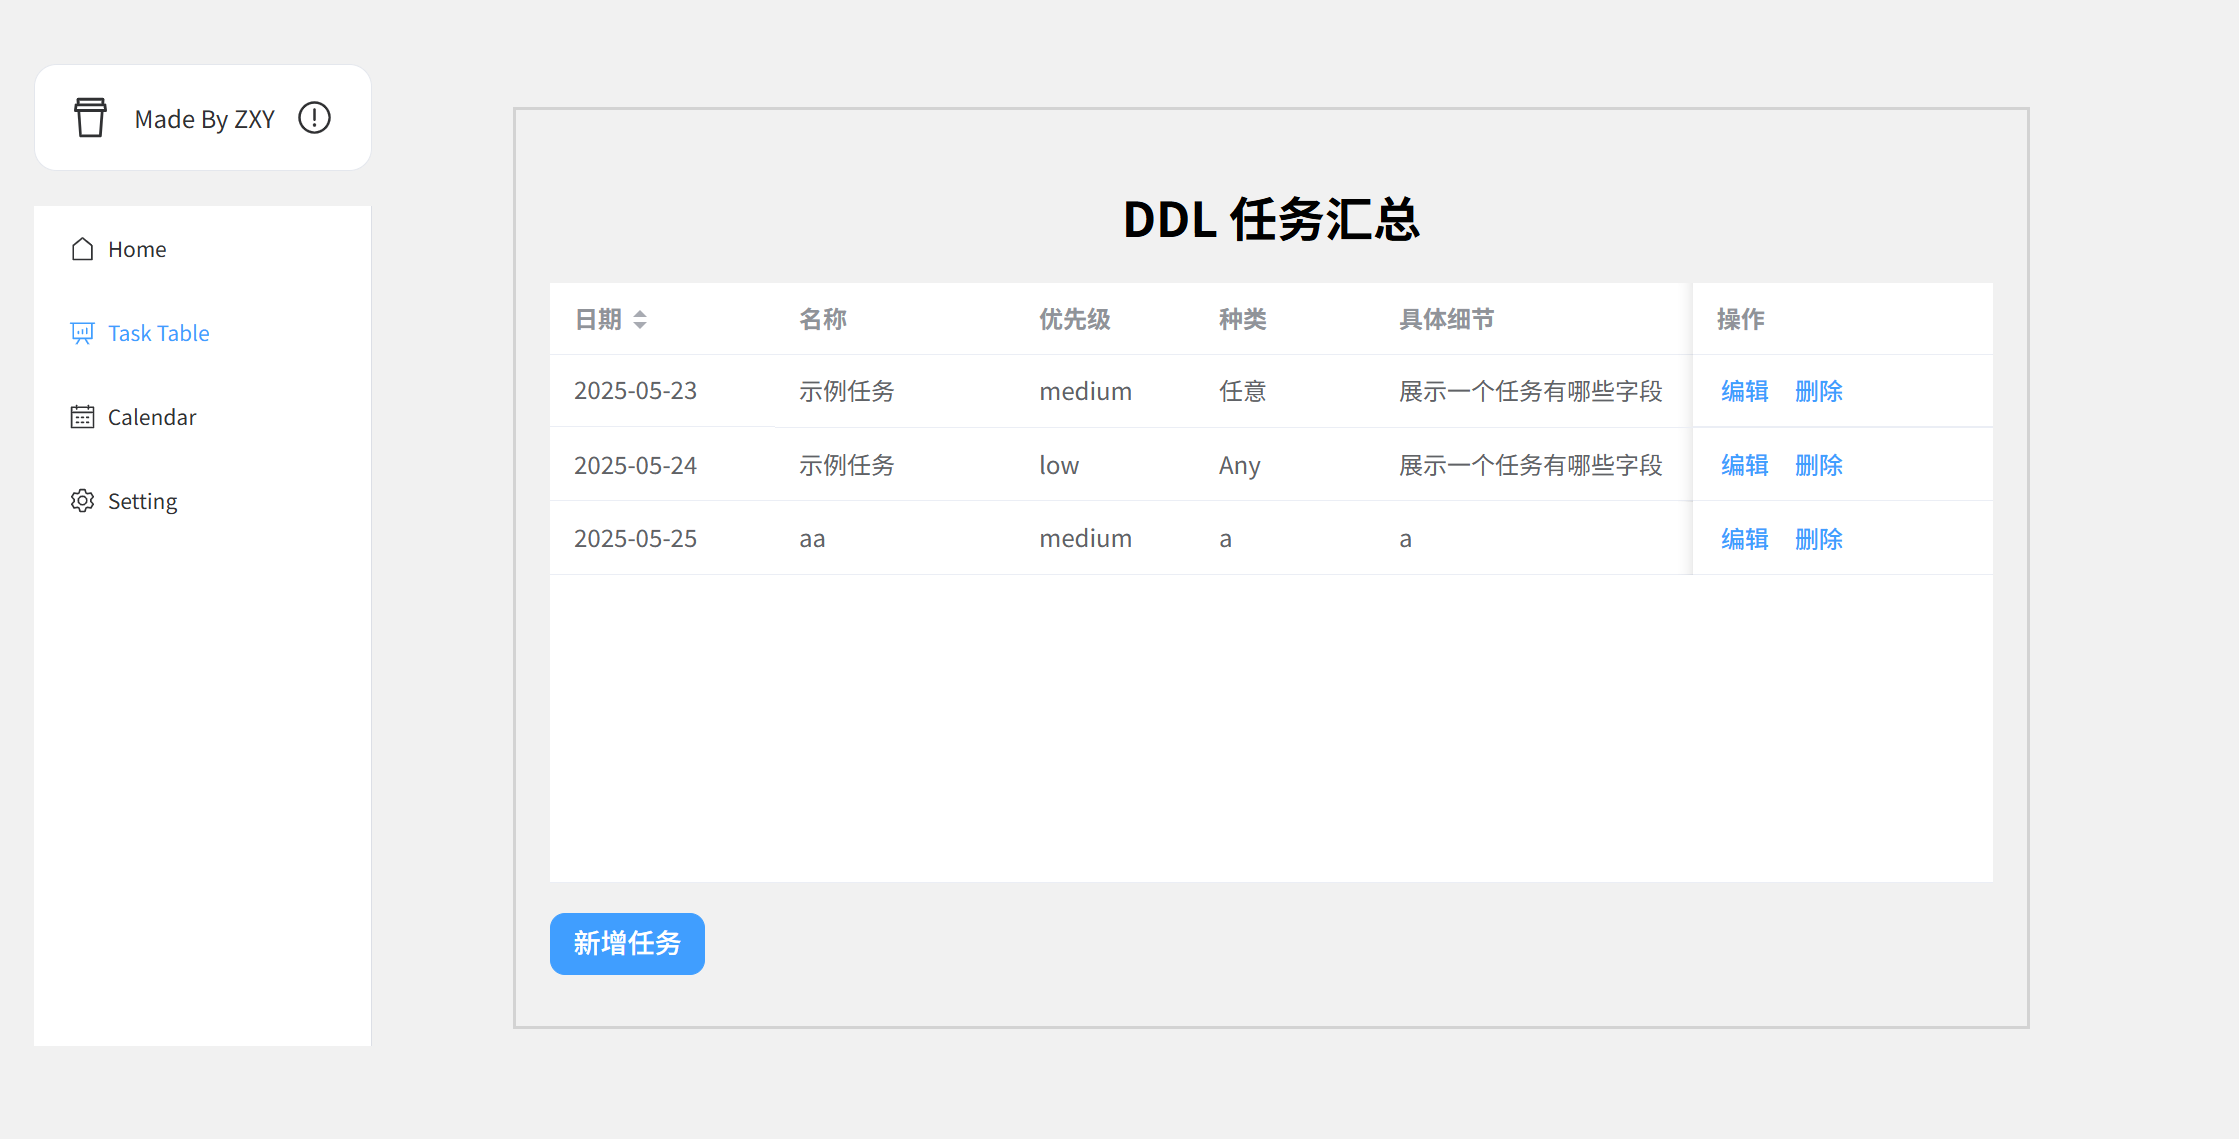 Made By ZXY
Home
Task Table
Calendar
Setting
DDL 任务汇总
日期 名称 优先级 种类 具体细节 操作
2025-05-23 示例任务 medium 任意 展示一个任务有哪些字段 编辑 删除
2025-05-24 示例任务 low Any 展示一个任务有哪些字段 编辑 删除
2025-05-25 aa medium a a 编辑 删除
新增任务